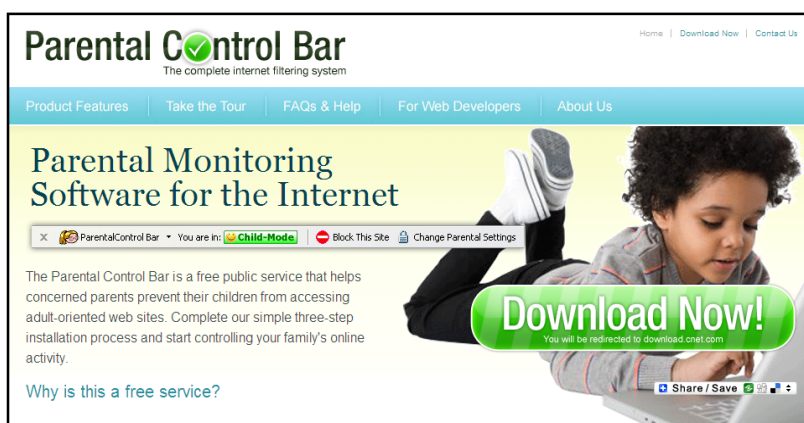 Parental Control Bar
The complete internet filtering system
Home | Download Now | Contact Us
Product Features Take the Tour FAQs & Help For Web Developers About Us
Parental Monitoring
Software for the Internet
x ParentalControl Bar You are in: Child-Mode Block This Site Change Parental Settings
The Parental Control Bar is a free public service that helps
concerned parents prevent their children from accessing
adult-oriented web sites. Complete our simple three-step
installation process and start controlling your family's online
activity.
Download Now!
You will be redirected to download.cnet.com
Share / Save
Why is this a free service?